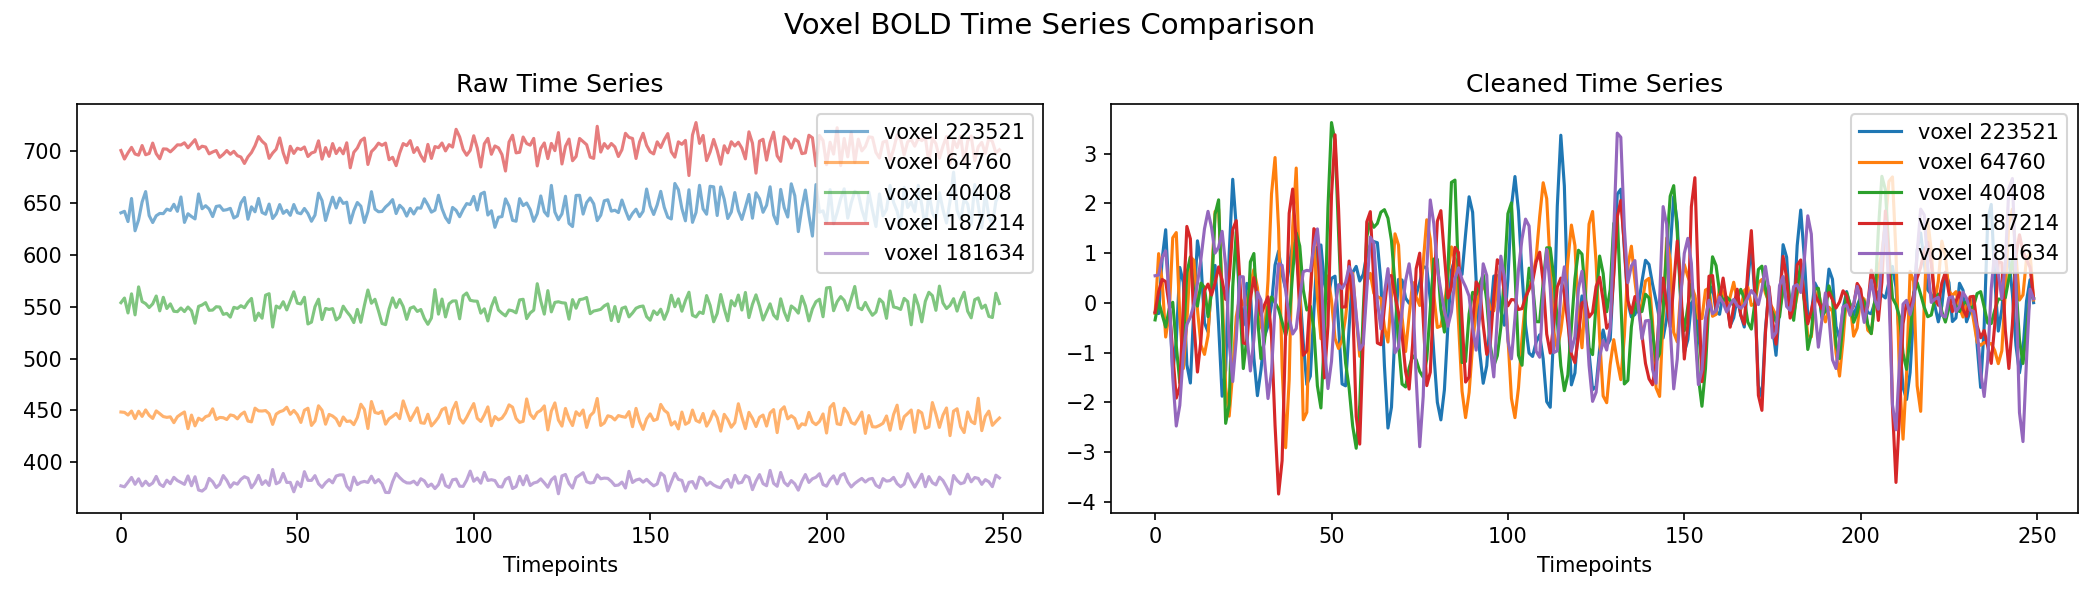 Voxel BOLD Time Series Comparison
Raw Time Series
700
650
600
550
500
450
400
0 50 100 150 200 250
Timepoints
voxel 223521
voxel 64760
voxel 40408
voxel 187214
voxel 181634
Cleaned Time Series
3
2
1
0
−1
−2
−3
−4
0 50 100 150 200 250
Timepoints
voxel 223521
voxel 64760
voxel 40408
voxel 187214
voxel 181634